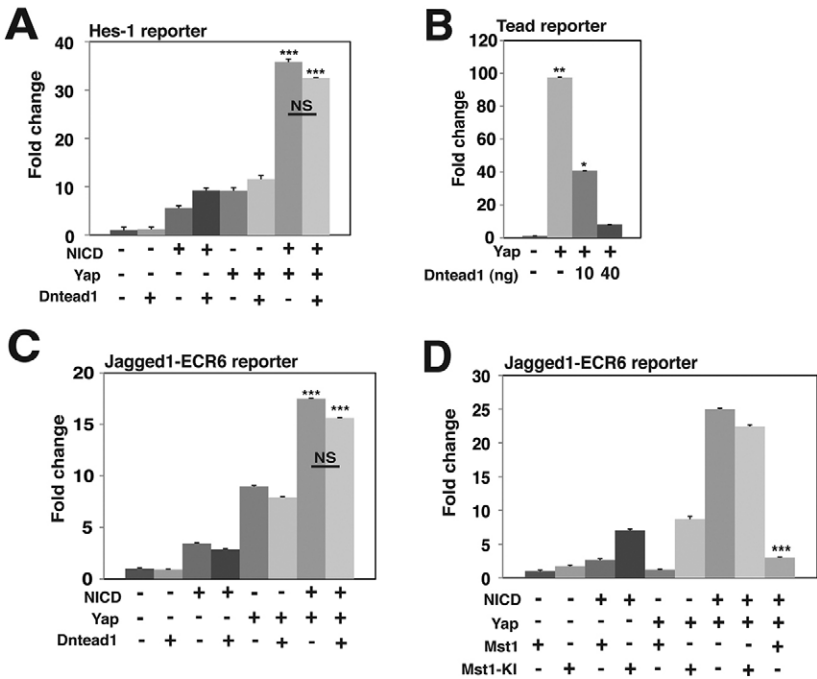 A
Hes-1 reporter
Fold change
40
30
20
10
0
***
***
NS
NICD - - + + - - + +
Yap - - - - + + + +
Dntead1 - + - + - + - +
B
Tead reporter
Fold change
120
100
80
60
40
20
0
**
*
Yap - + + +
Dntead1 (ng) - - 10 40
C
Jagged1-ECR6 reporter
Fold change
20
15
10
5
0
***
***
NS
NICD - - + + - - + +
Yap - - - - + + + +
Dntead1 - + - + - + - +
D
Jagged1-ECR6 reporter
Fold change
30
25
20
15
10
5
0
***
NICD - - + + - - + + +
Yap - - - - + + + + +
Mst1 + - + - + - - - +
Mst1-KI - + - + - + - + -